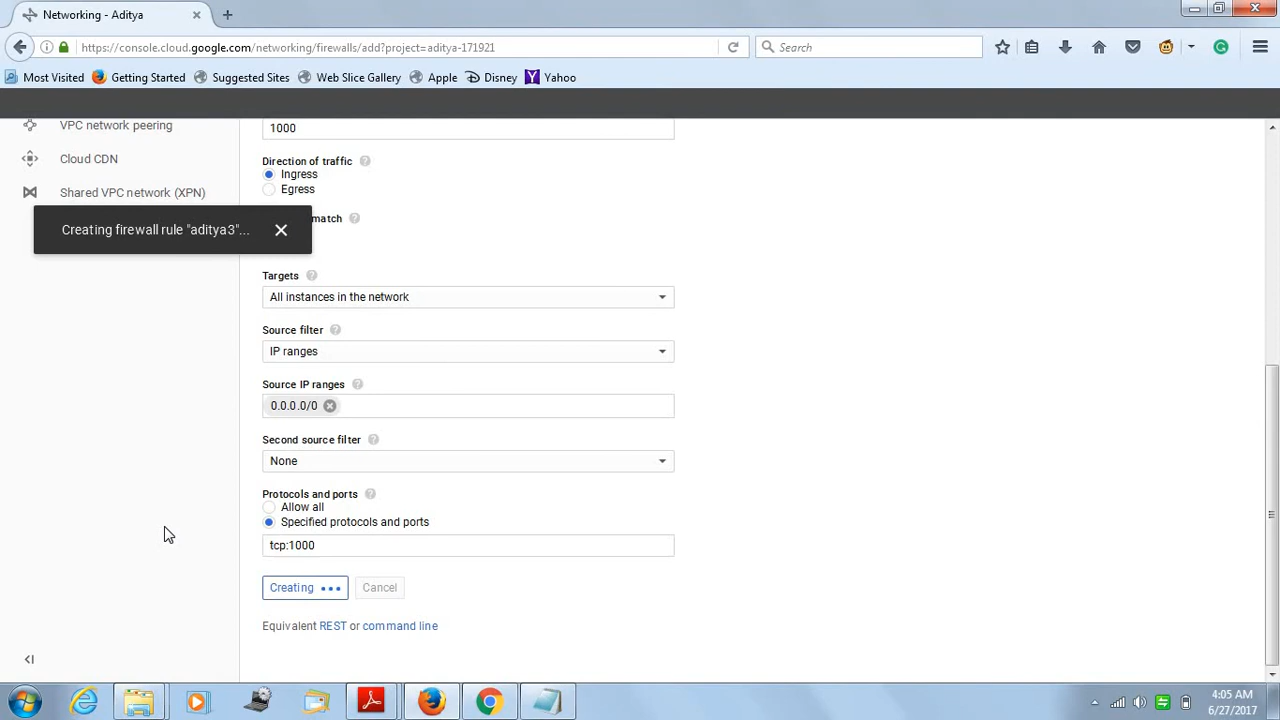 Networking - Aditya
https://console.cloud.google.com/networking/firewalls/add?project=aditya-171921
Search
Most Visited
Getting Started
Suggested Sites
Web Slice Gallery
Apple
Disney
Yahoo
VPC network peering
Cloud CDN
Shared VPC network (XPN)
Creating firewall rule "aditya3"...
1000
Direction of traffic
Ingress
Egress
match
Targets
All instances in the network
Source filter
IP ranges
Source IP ranges
0.0.0.0/0
Second source filter
None
Protocols and ports
Allow all
Specified protocols and ports
tcp:1000
Creating
Cancel
Equivalent REST or command line
4:05 AM
6/27/2017